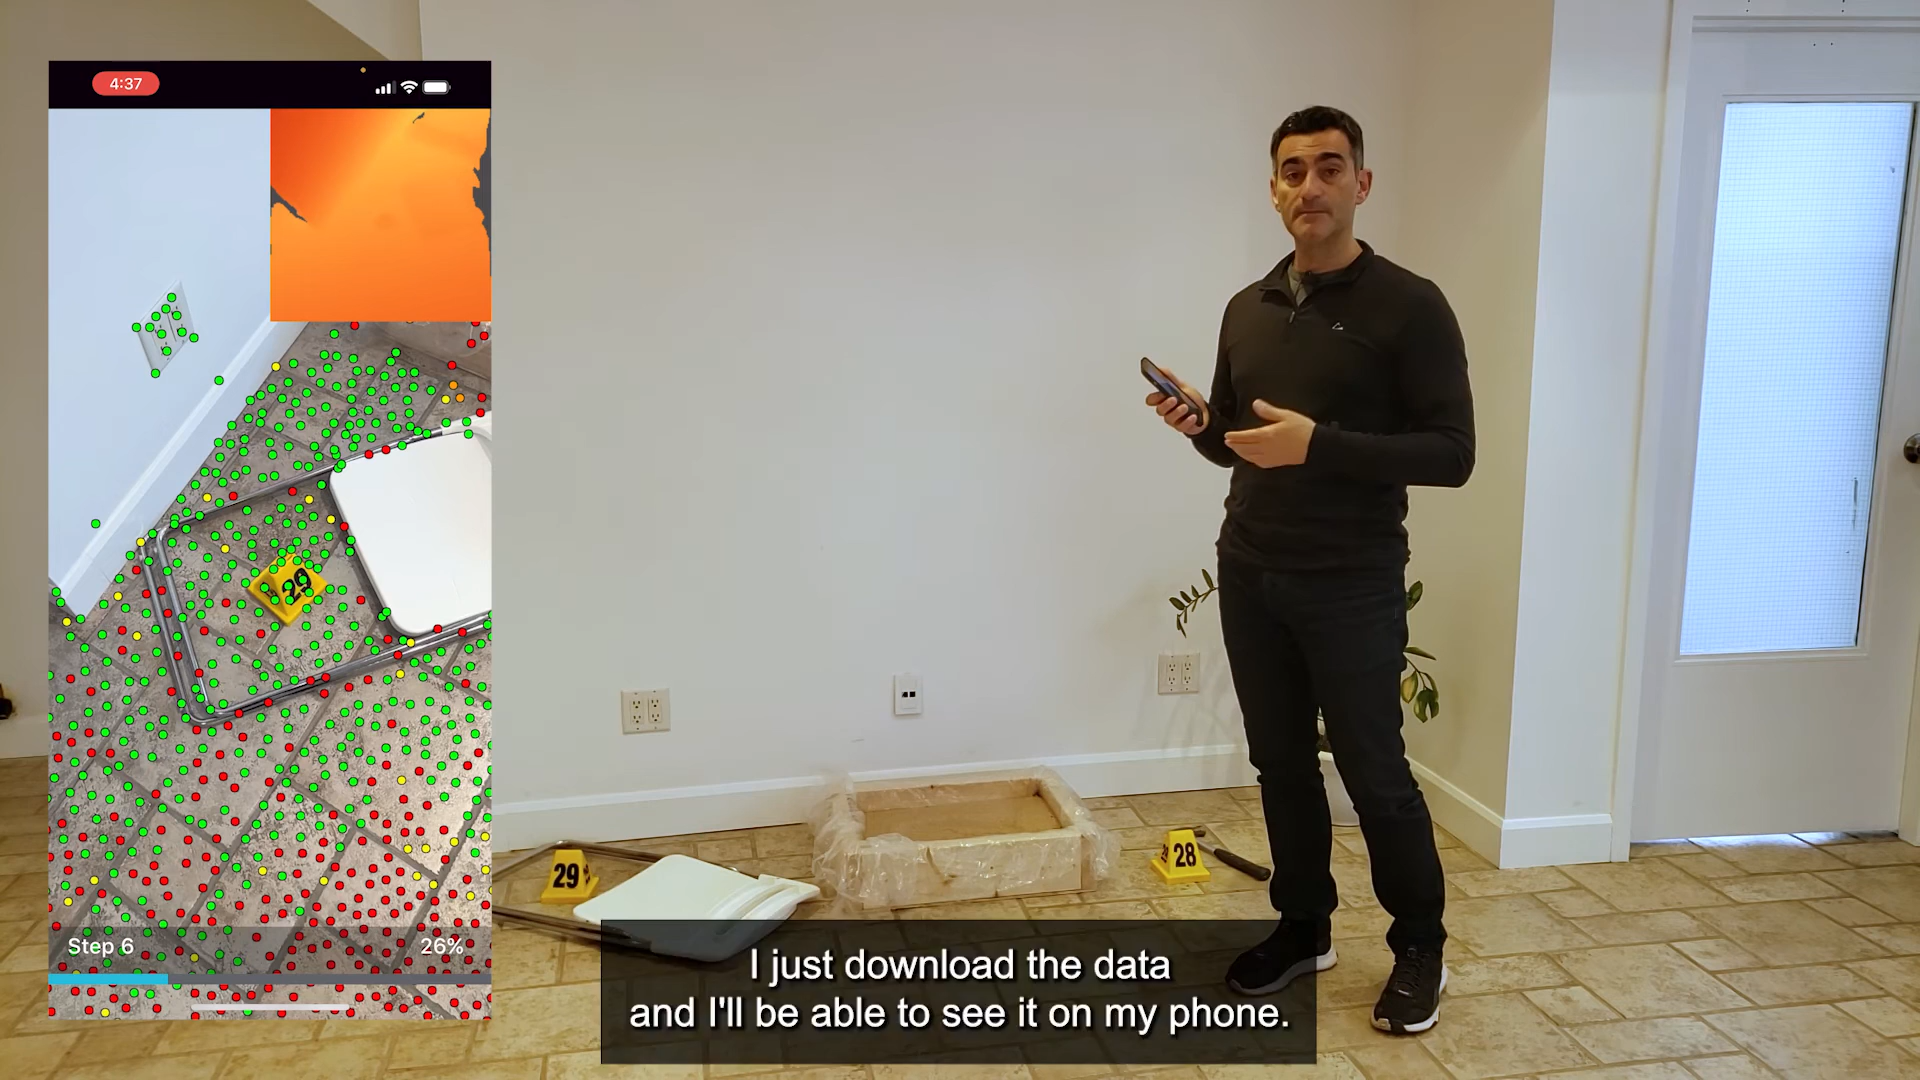 4:37
29
Step 6
26%
29
28
I just download the data
and I'll be able to see it on my phone.